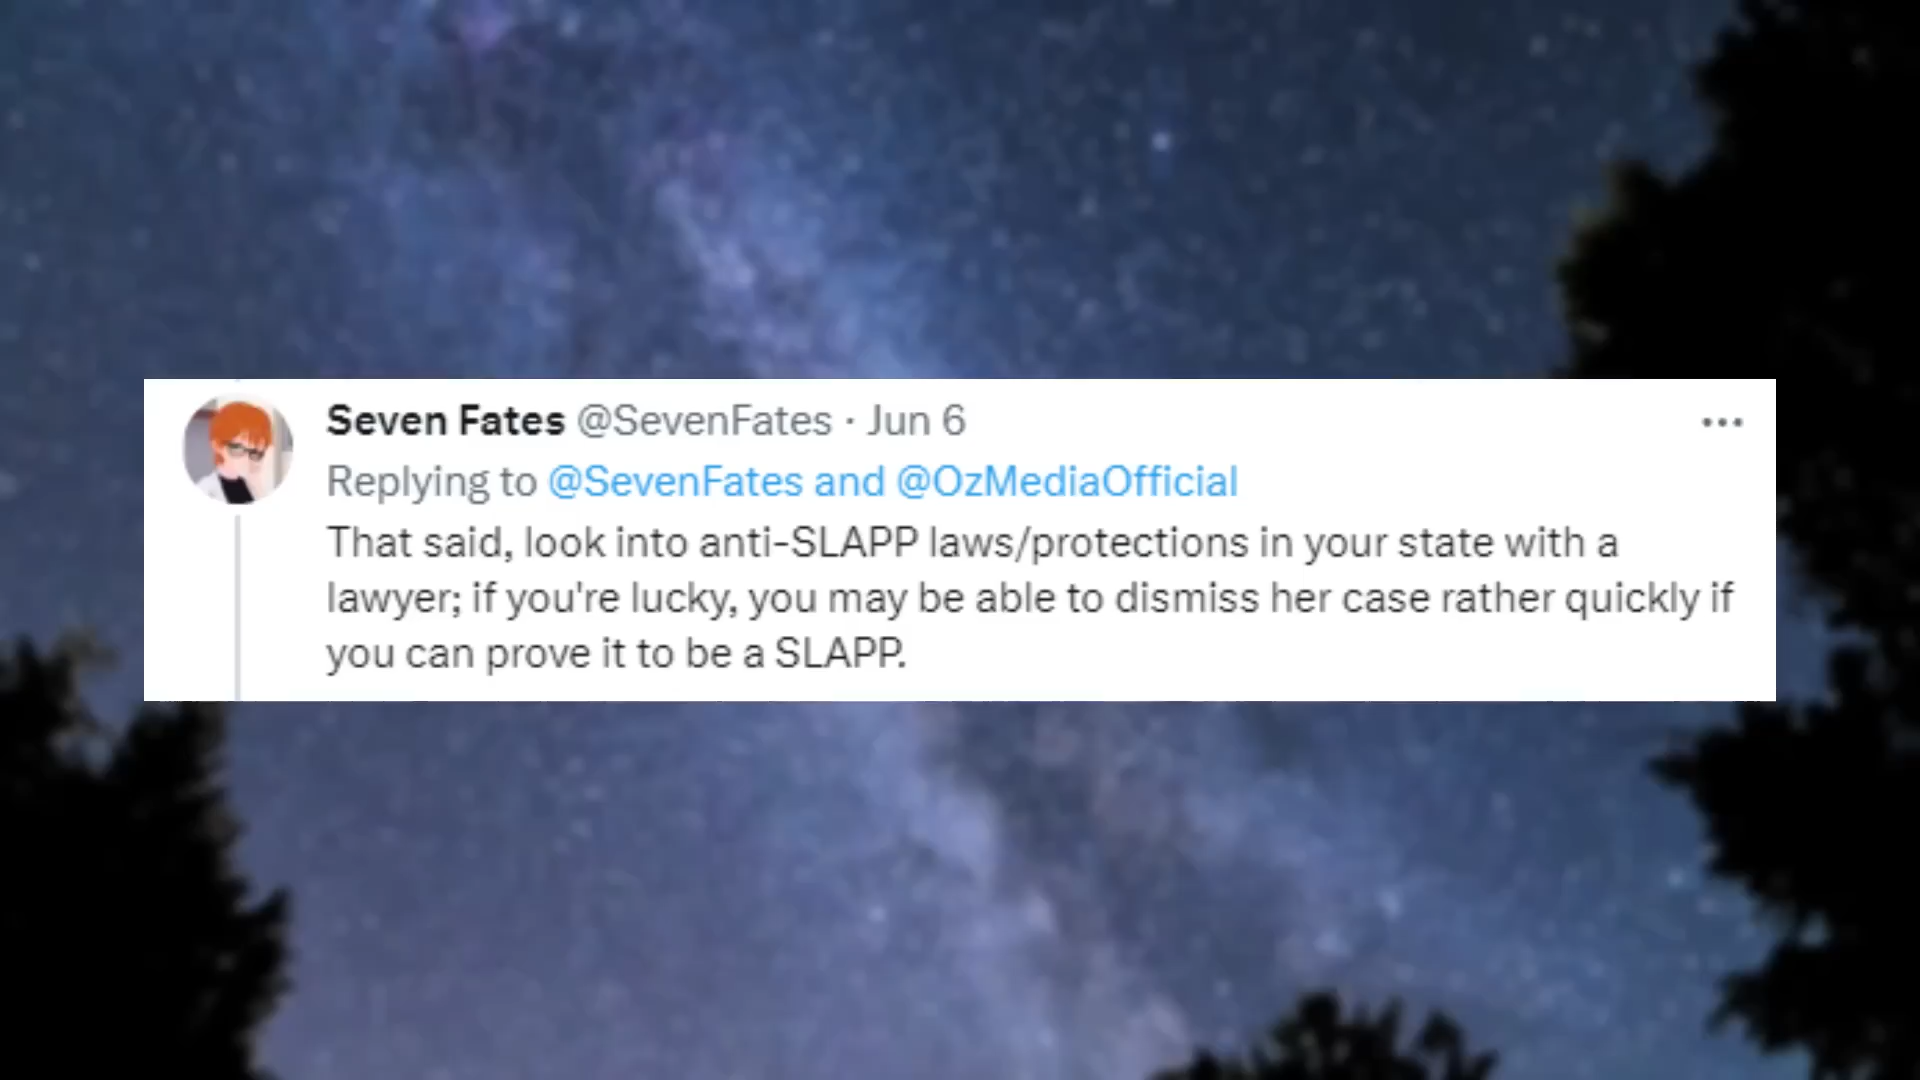 Seven Fates @SevenFates · Jun 6
Replying to @SevenFates and @OzMediaOfficial
That said, look into anti-SLAPP laws/protections in your state with a
lawyer; if you're lucky, you may be able to dismiss her case rather quickly if
you can prove it to be a SLAPP.